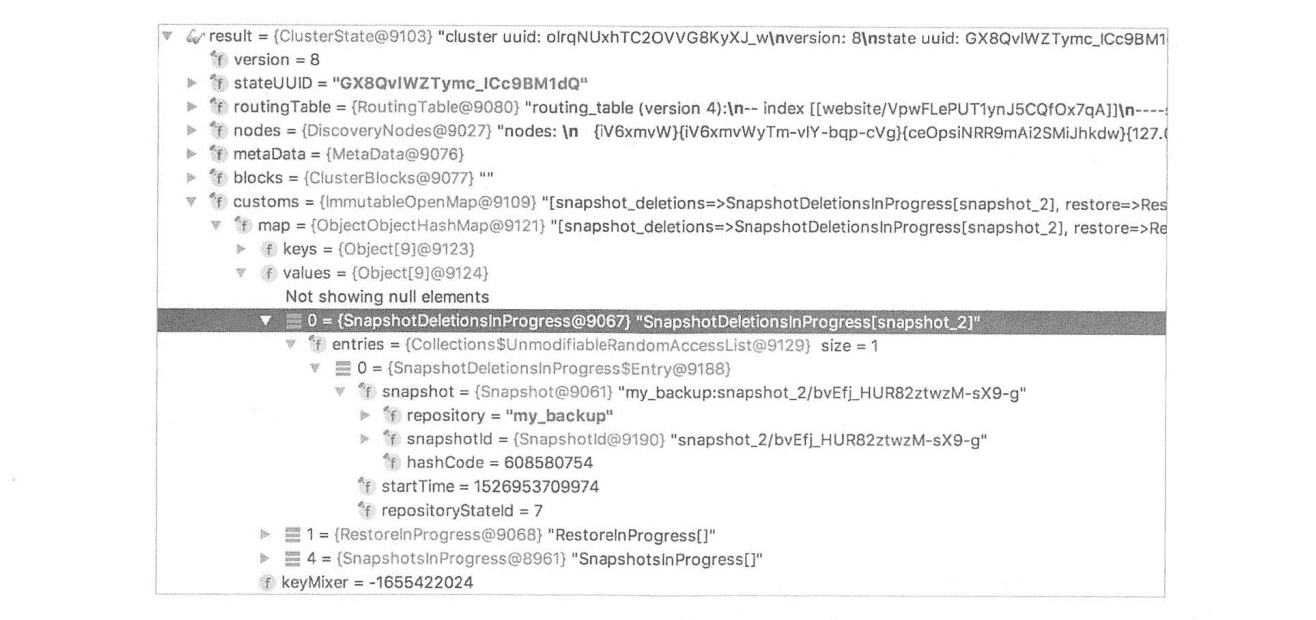 result = {ClusterState@9103} "cluster uuid: olrqNUxhTC2OVVG8KyXJ_w\nversion: 8\nstate uuid: GX8QvlWZTymc_lCc9BM1
version = 8
stateUUID = "GX8QvlWZTymc_lCc9BM1dQ"
routingTable = {RoutingTable@9080} "routing_table (version 4):\n-- index [[website/VpwFLePUT1ynJ5CQfOx7qA]]\n----:
nodes = {DiscoveryNodes@9027} "nodes: \n   {iV6xmvW}{iV6xmvWyTm-vlY-bqp-cVg}{ceOpsiNRR9mAi2SMiJhkdw}{127.(
metaData = {MetaData@9076}
blocks = {ClusterBlocks@9077} ""
customs = {ImmutableOpenMap@9109} "[snapshot_deletions=>SnapshotDeletionsInProgress[snapshot_2], restore=>Res
map = {ObjectObjectHashMap@9121} "[snapshot_deletions=>SnapshotDeletionsInProgress[snapshot_2], restore=>Re
keys = {Object[9]@9123}
values = {Object[9]@9124}
Not showing null elements
0 = {SnapshotDeletionsInProgress@9067} "SnapshotDeletionsInProgress[snapshot_2]"
entries = {Collections$UnmodifiableRandomAccessList@9129} size = 1
0 = {SnapshotDeletionsInProgress$Entry@9188}
snapshot = {Snapshot@9061} "my_backup:snapshot_2/bvEfj_HUR82ztwzM-sX9-g"
repository = "my_backup"
snapshotId = {SnapshotId@9190} "snapshot_2/bvEfj_HUR82ztwzM-sX9-g"
hashCode = 608580754
startTime = 1526953709974
repositoryStateId = 7
1 = {RestoreInProgress@9068} "RestoreInProgress[]"
4 = {SnapshotsInProgress@8961} "SnapshotsInProgress[]"
keyMixer = -1655422024